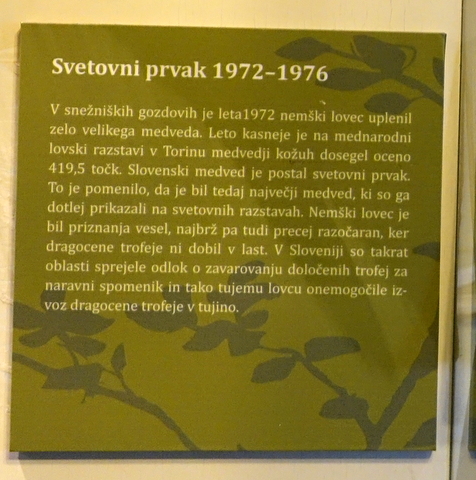 Svetovni prvak 1972–1976
V snežniških gozdovih je leta1972 nemški lovec uplenil
zelo velikega medveda. Leto kasneje je na mednarodni
lovski razstavi v Torinu medvedji kožuh dosegel oceno
419,5 točk. Slovenski medved je postal svetovni prvak.
To je pomenilo, da je bil tedaj največji medved, ki so ga
dotlej prikazali na svetovnih razstavah. Nemški lovec je
bil priznanja vesel, najbrž pa tudi precej razočaran, ker
dragocene trofeje ni dobil v last. V Sloveniji so takrat
oblasti sprejele odlok o zavarovanju določenih trofej za
naravni spomenik in tako tujemu lovcu onemogočile iz-
voz dragocene trofeje v tujino.